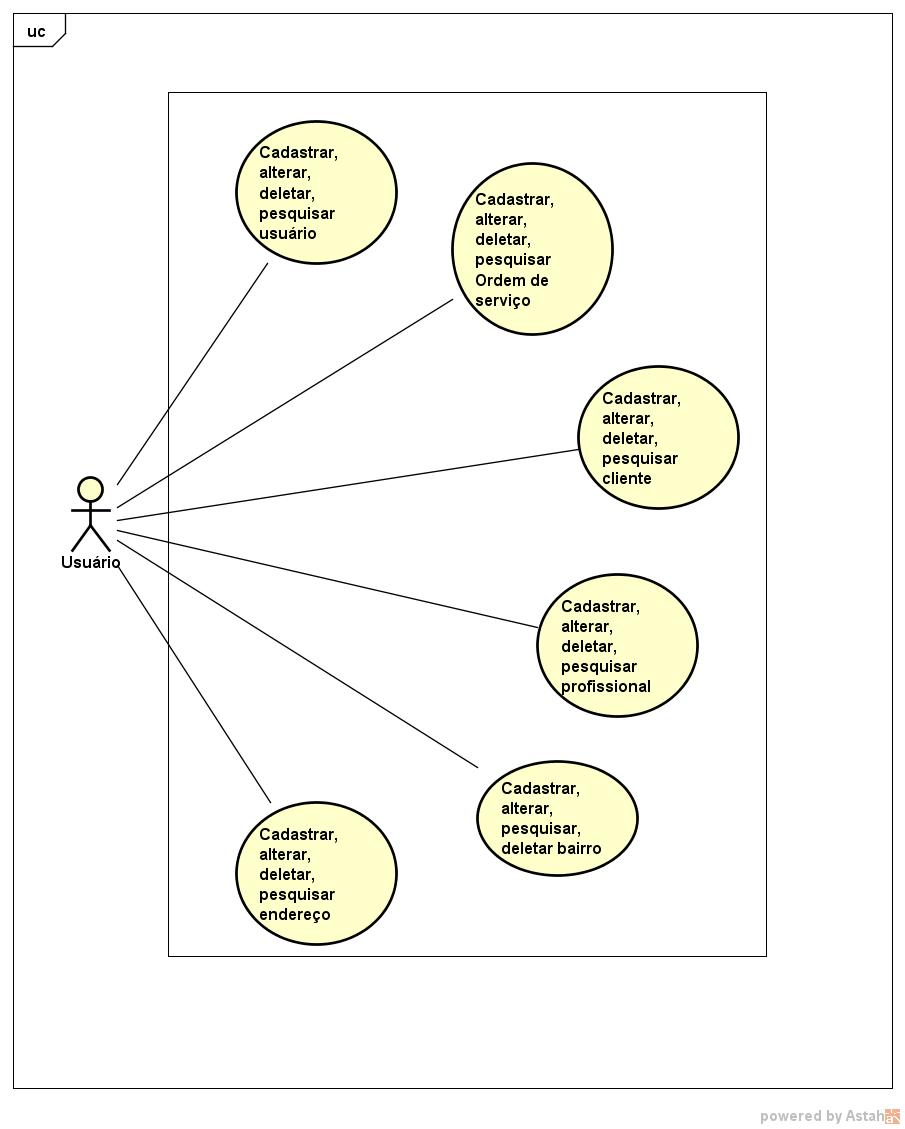 uc
Cadastrar,
alterar,
deletar,
pesquisar
usuário
Cadastrar,
alterar,
deletar,
pesquisar
Ordem de
serviço
Cadastrar,
alterar,
deletar,
pesquisar
cliente
Usuário
Cadastrar,
alterar,
deletar,
pesquisar
profissional
Cadastrar,
alterar,
pesquisar,
deletar bairro
Cadastrar,
alterar,
deletar,
pesquisar
endereço
powered by Astah